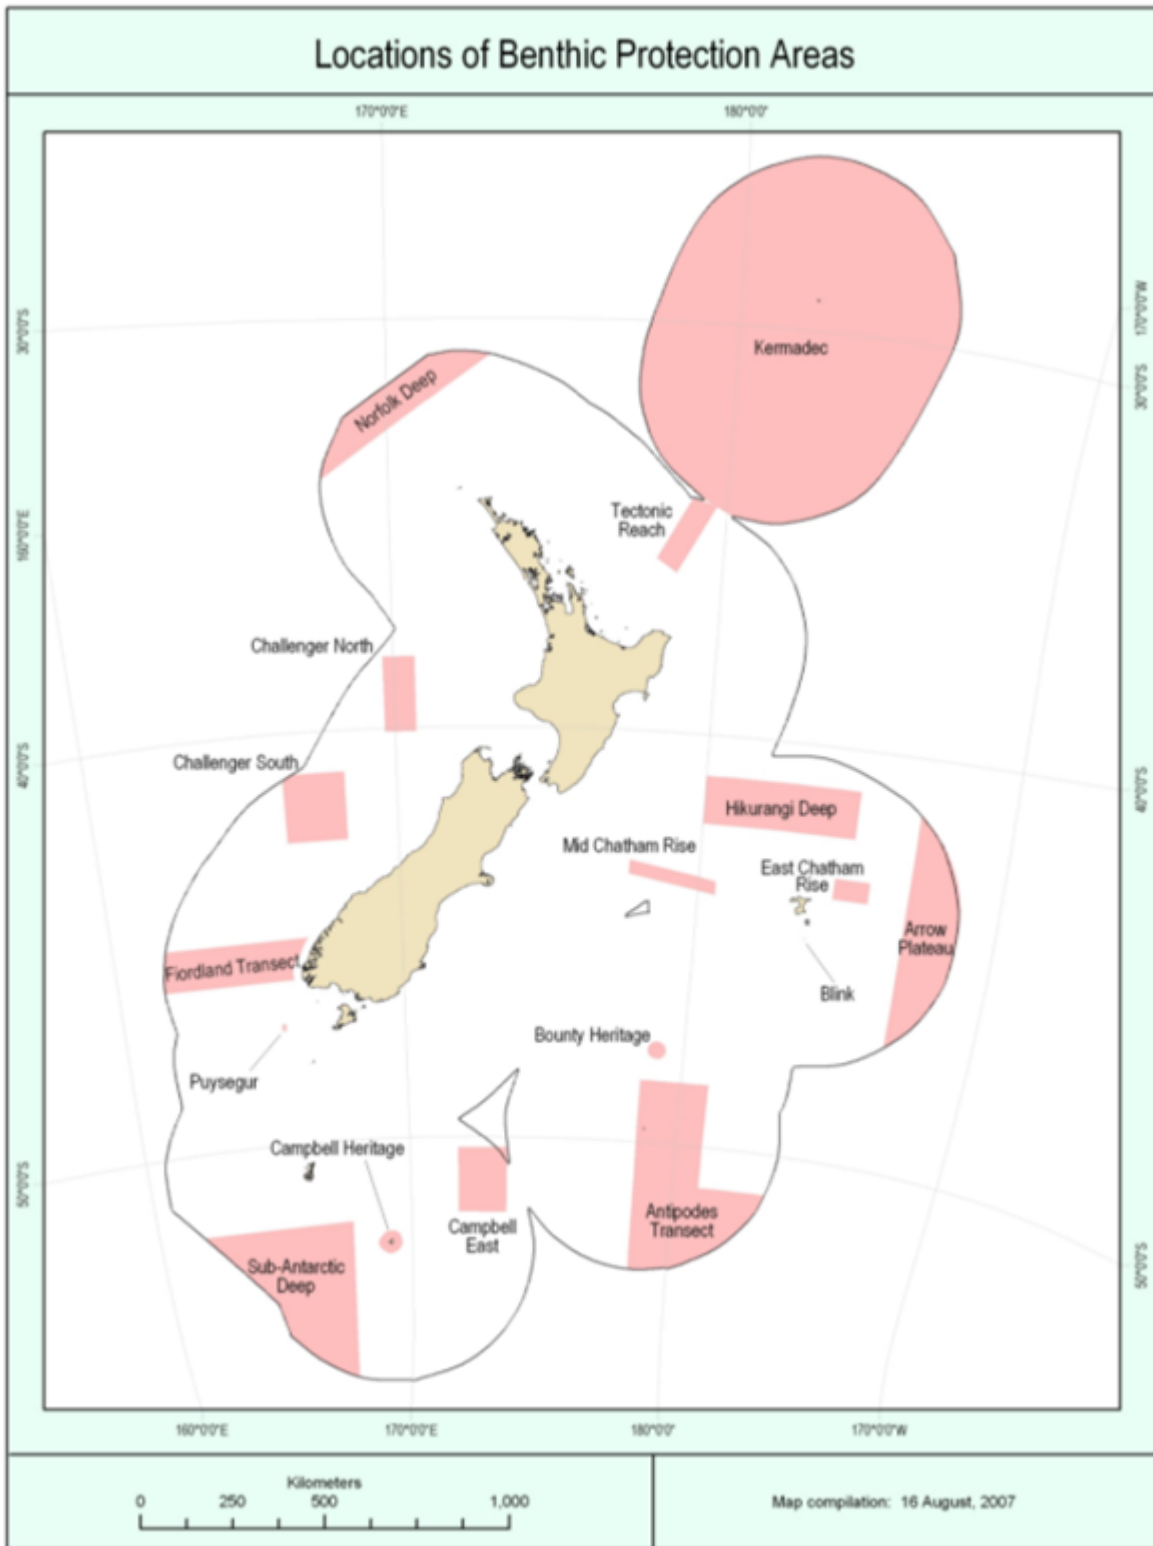 Locations of Benthic Protection Areas
170°0'0"E
180°0'0"
30°0'0"S
170°0'0"W
Kermadec
30°0'0"S
Norfolk Deep
Tectonic
Reach
160°0'0"E
Challenger North
Challenger South
40°0'0"S
40°0'0"S
Hikurangi Deep
Mid Chatham Rise
East Chatham
Rise
Arrow
Plateau
Fiordland Transect
Blink
Bounty Heritage
Puysegur
Campbell Heritage
50°0'0"S
Antipodes
Transect
Campbell
East
Sub-Antarctic
Deep
50°0'0"S
160°0'0"E
170°0'0"E
180°0'0"
170°0'0"W
Kilometers
0 250 500 1,000
Map compilation: 16 August, 2007